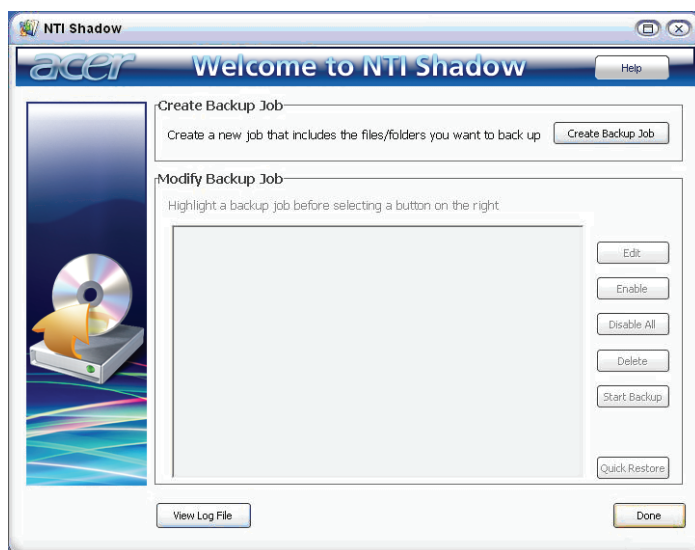 NTI Shadow
acer
Welcome to NTI Shadow
Help
Create Backup Job
Create a new job that includes the files/folders you want to back up
Create Backup Job
Modify Backup Job
Highlight a backup job before selecting a button on the right
Edit
Enable
Disable All
Delete
Start Backup
Quick Restore
View Log File
Done